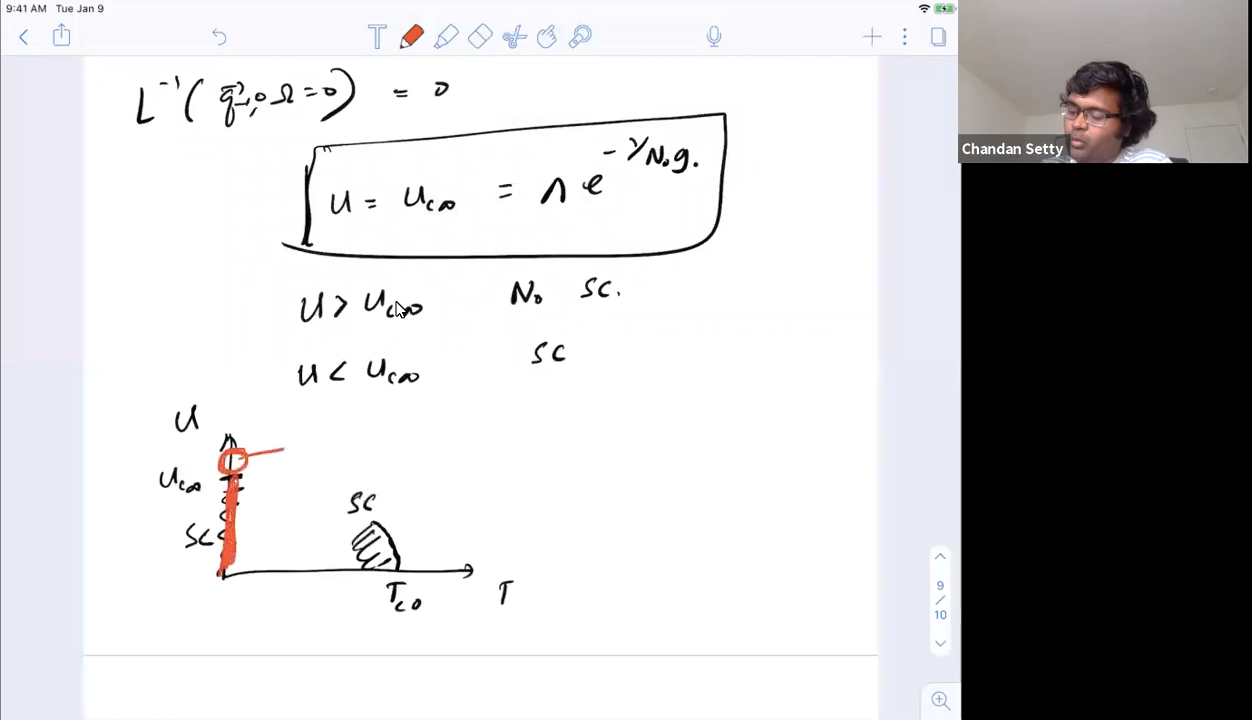 9:41 AM Tue Jan 9
Chandan Setty
L⁻¹( q⃗→0, Ω=0) = 0
U = U_c∞ = Λ e^(-1/N₀g.)
U > U_c∞ No SC.
U < U_c∞ SC
U
U_c∞
SC
SC
T_c0
T
9
/
10